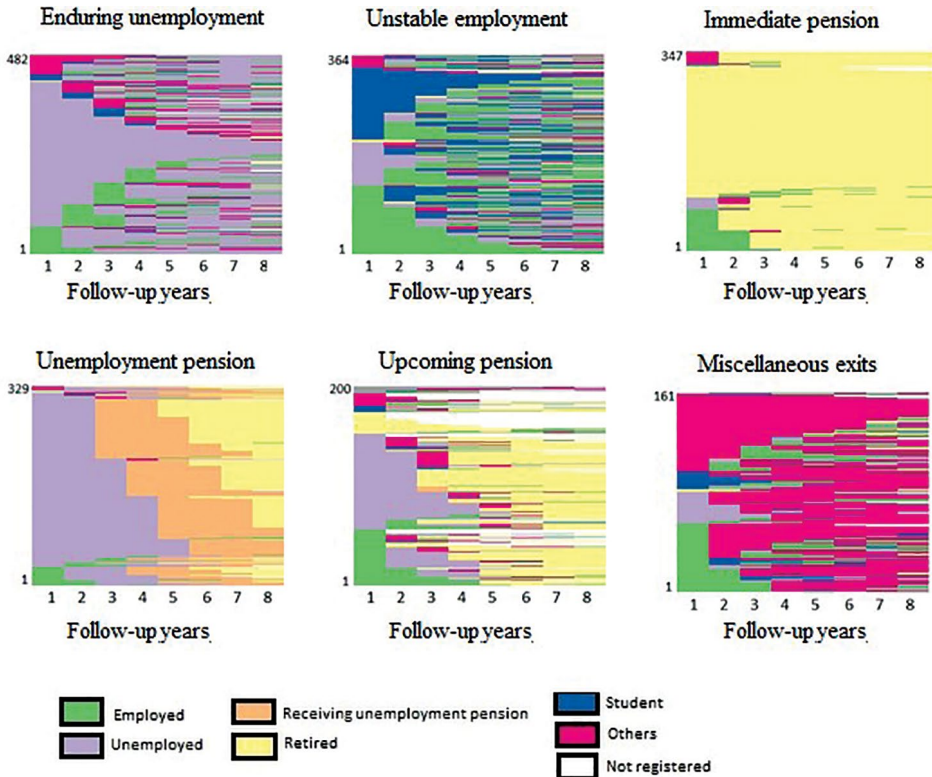 Enduring unemployment
482
1
1 2 3 4 5 6 7 8
Follow-up years
Unstable employment
364
1
1 2 3 4 5 6 7 8
Follow-up years
Immediate pension
347
1
1 2 3 4 5 6 7 8
Follow-up years
Unemployment pension
329
1
1 2 3 4 5 6 7 8
Follow-up years
Upcoming pension
200
1
1 2 3 4 5 6 7 8
Follow-up years
Miscellaneous exits
161
1
1 2 3 4 5 6 7 8
Follow-up years
Employed
Unemployed
Receiving unemployment pension
Retired
Student
Others
Not registered